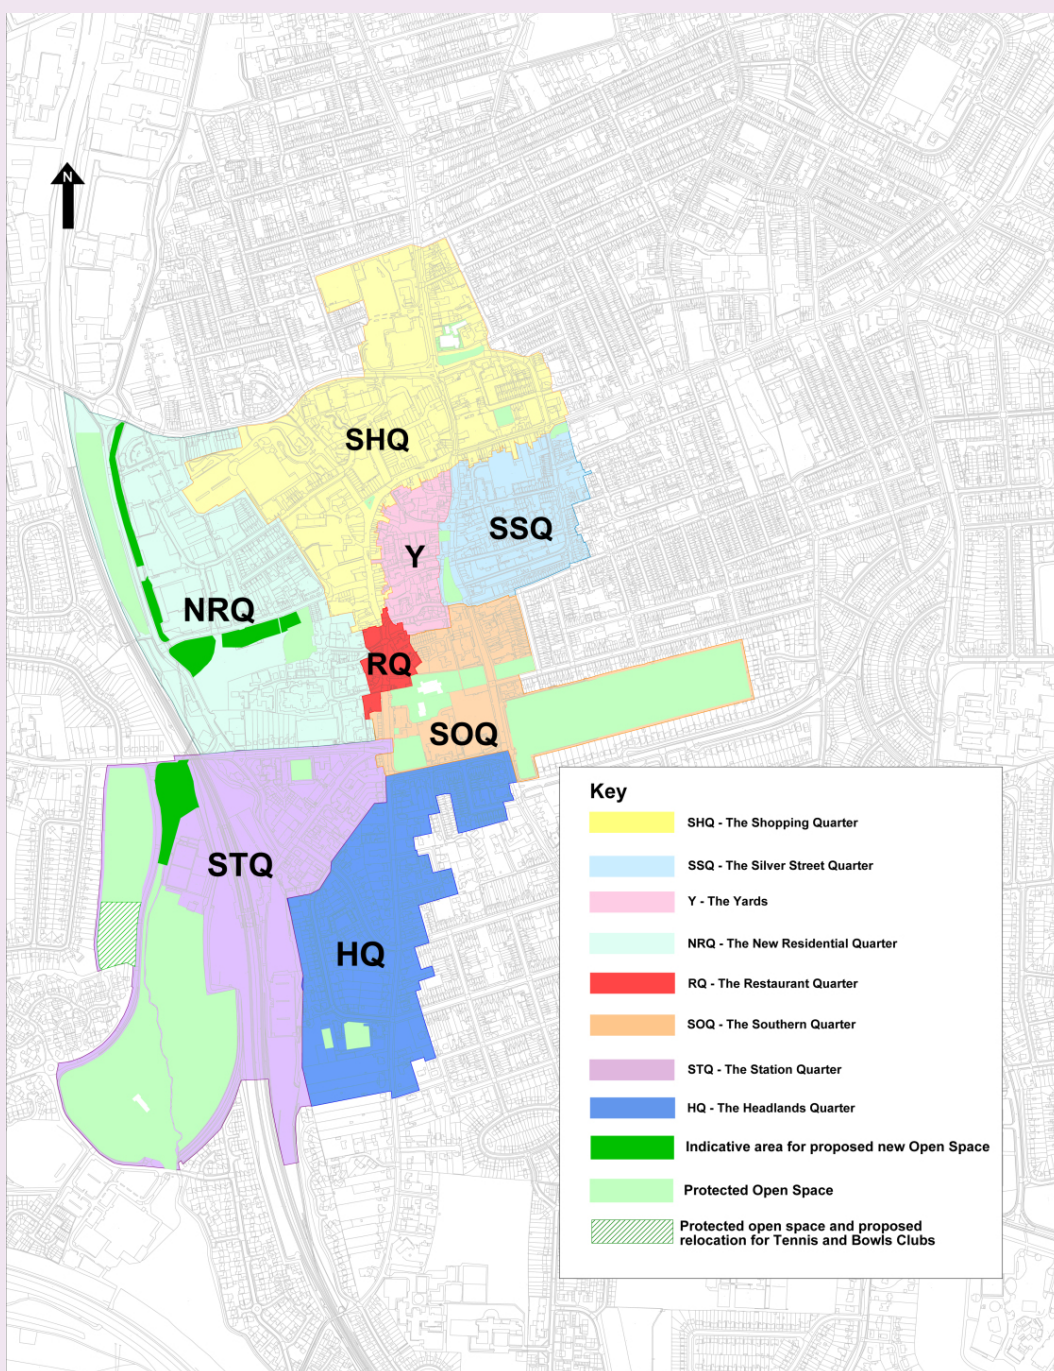 N
SHQ
SSQ
Y
NRQ
RQ
SOQ
STQ
HQ
Key
SHQ - The Shopping Quarter
SSQ - The Silver Street Quarter
Y - The Yards
NRQ - The New Residential Quarter
RQ - The Restaurant Quarter
SOQ - The Southern Quarter
STQ - The Station Quarter
HQ - The Headlands Quarter
Indicative area for proposed new Open Space
Protected Open Space
Protected open space and proposed
relocation for Tennis and Bowls Clubs